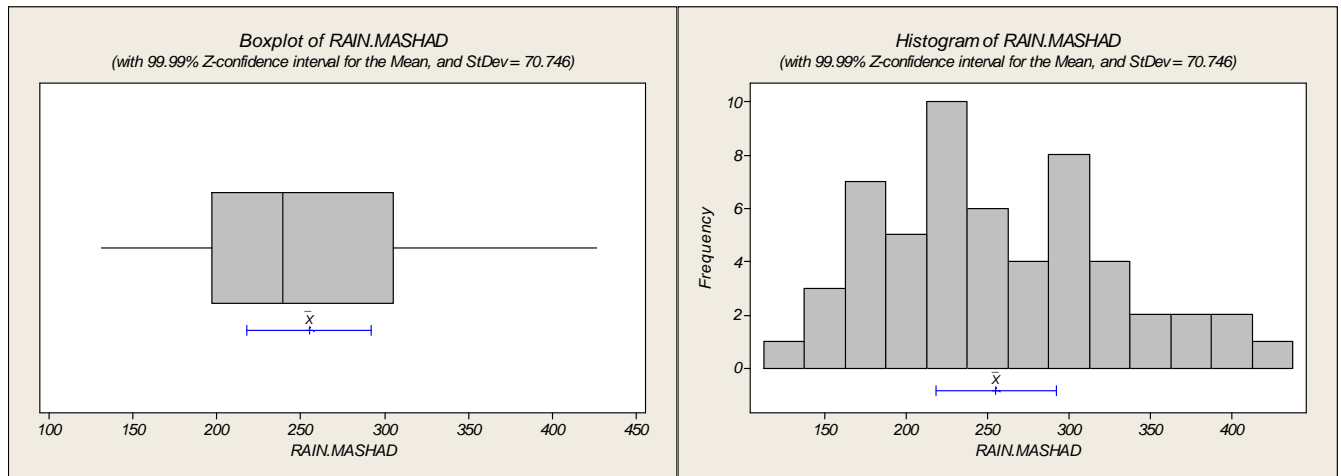 Boxplot of RAIN.MASHAD
(with 99.99% Z-confidence interval for the Mean, and StDev = 70.746)
X̄
100 150 200 250 300 350 400 450
RAIN.MASHAD
Histogram of RAIN.MASHAD
(with 99.99% Z-confidence interval for the Mean, and StDev = 70.746)
Frequency
10
8
6
4
2
0
X̄
150 200 250 300 350 400
RAIN.MASHAD